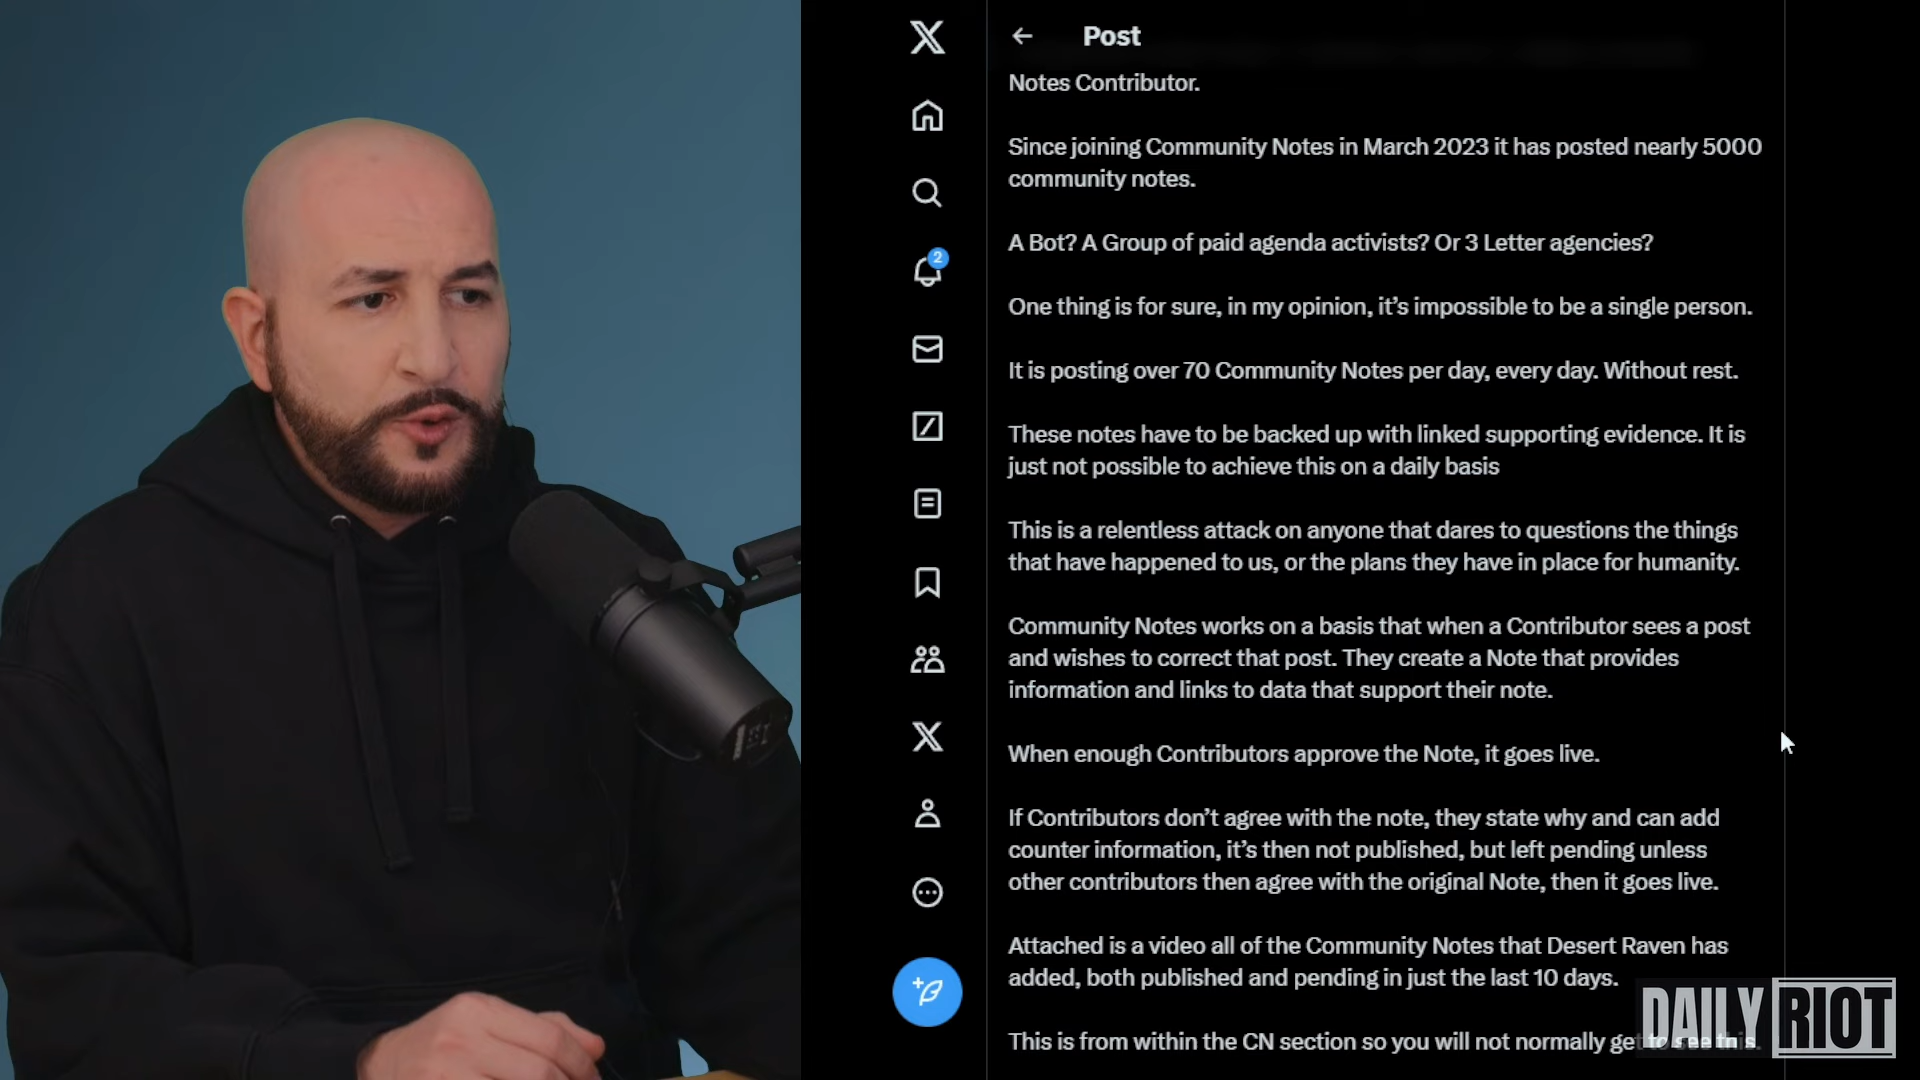 Post
Notes Contributor.
Since joining Community Notes in March 2023 it has posted nearly 5000
community notes.
A Bot? A Group of paid agenda activists? Or 3 Letter agencies?
2
One thing is for sure, in my opinion, it’s impossible to be a single person.
It is posting over 70 Community Notes per day, every day. Without rest.
These notes have to be backed up with linked supporting evidence. It is
just not possible to achieve this on a daily basis
This is a relentless attack on anyone that dares to questions the things
that have happened to us, or the plans they have in place for humanity.
Community Notes works on a basis that when a Contributor sees a post
and wishes to correct that post. They create a Note that provides
information and links to data that support their note.
When enough Contributors approve the Note, it goes live.
If Contributors don’t agree with the note, they state why and can add
counter information, it’s then not published, but left pending unless
other contributors then agree with the original Note, then it goes live.
Attached is a video all of the Community Notes that Desert Raven has
added, both published and pending in just the last 10 days.
This is from within the CN section so you will not normally get to see this.
DAILY RIOT